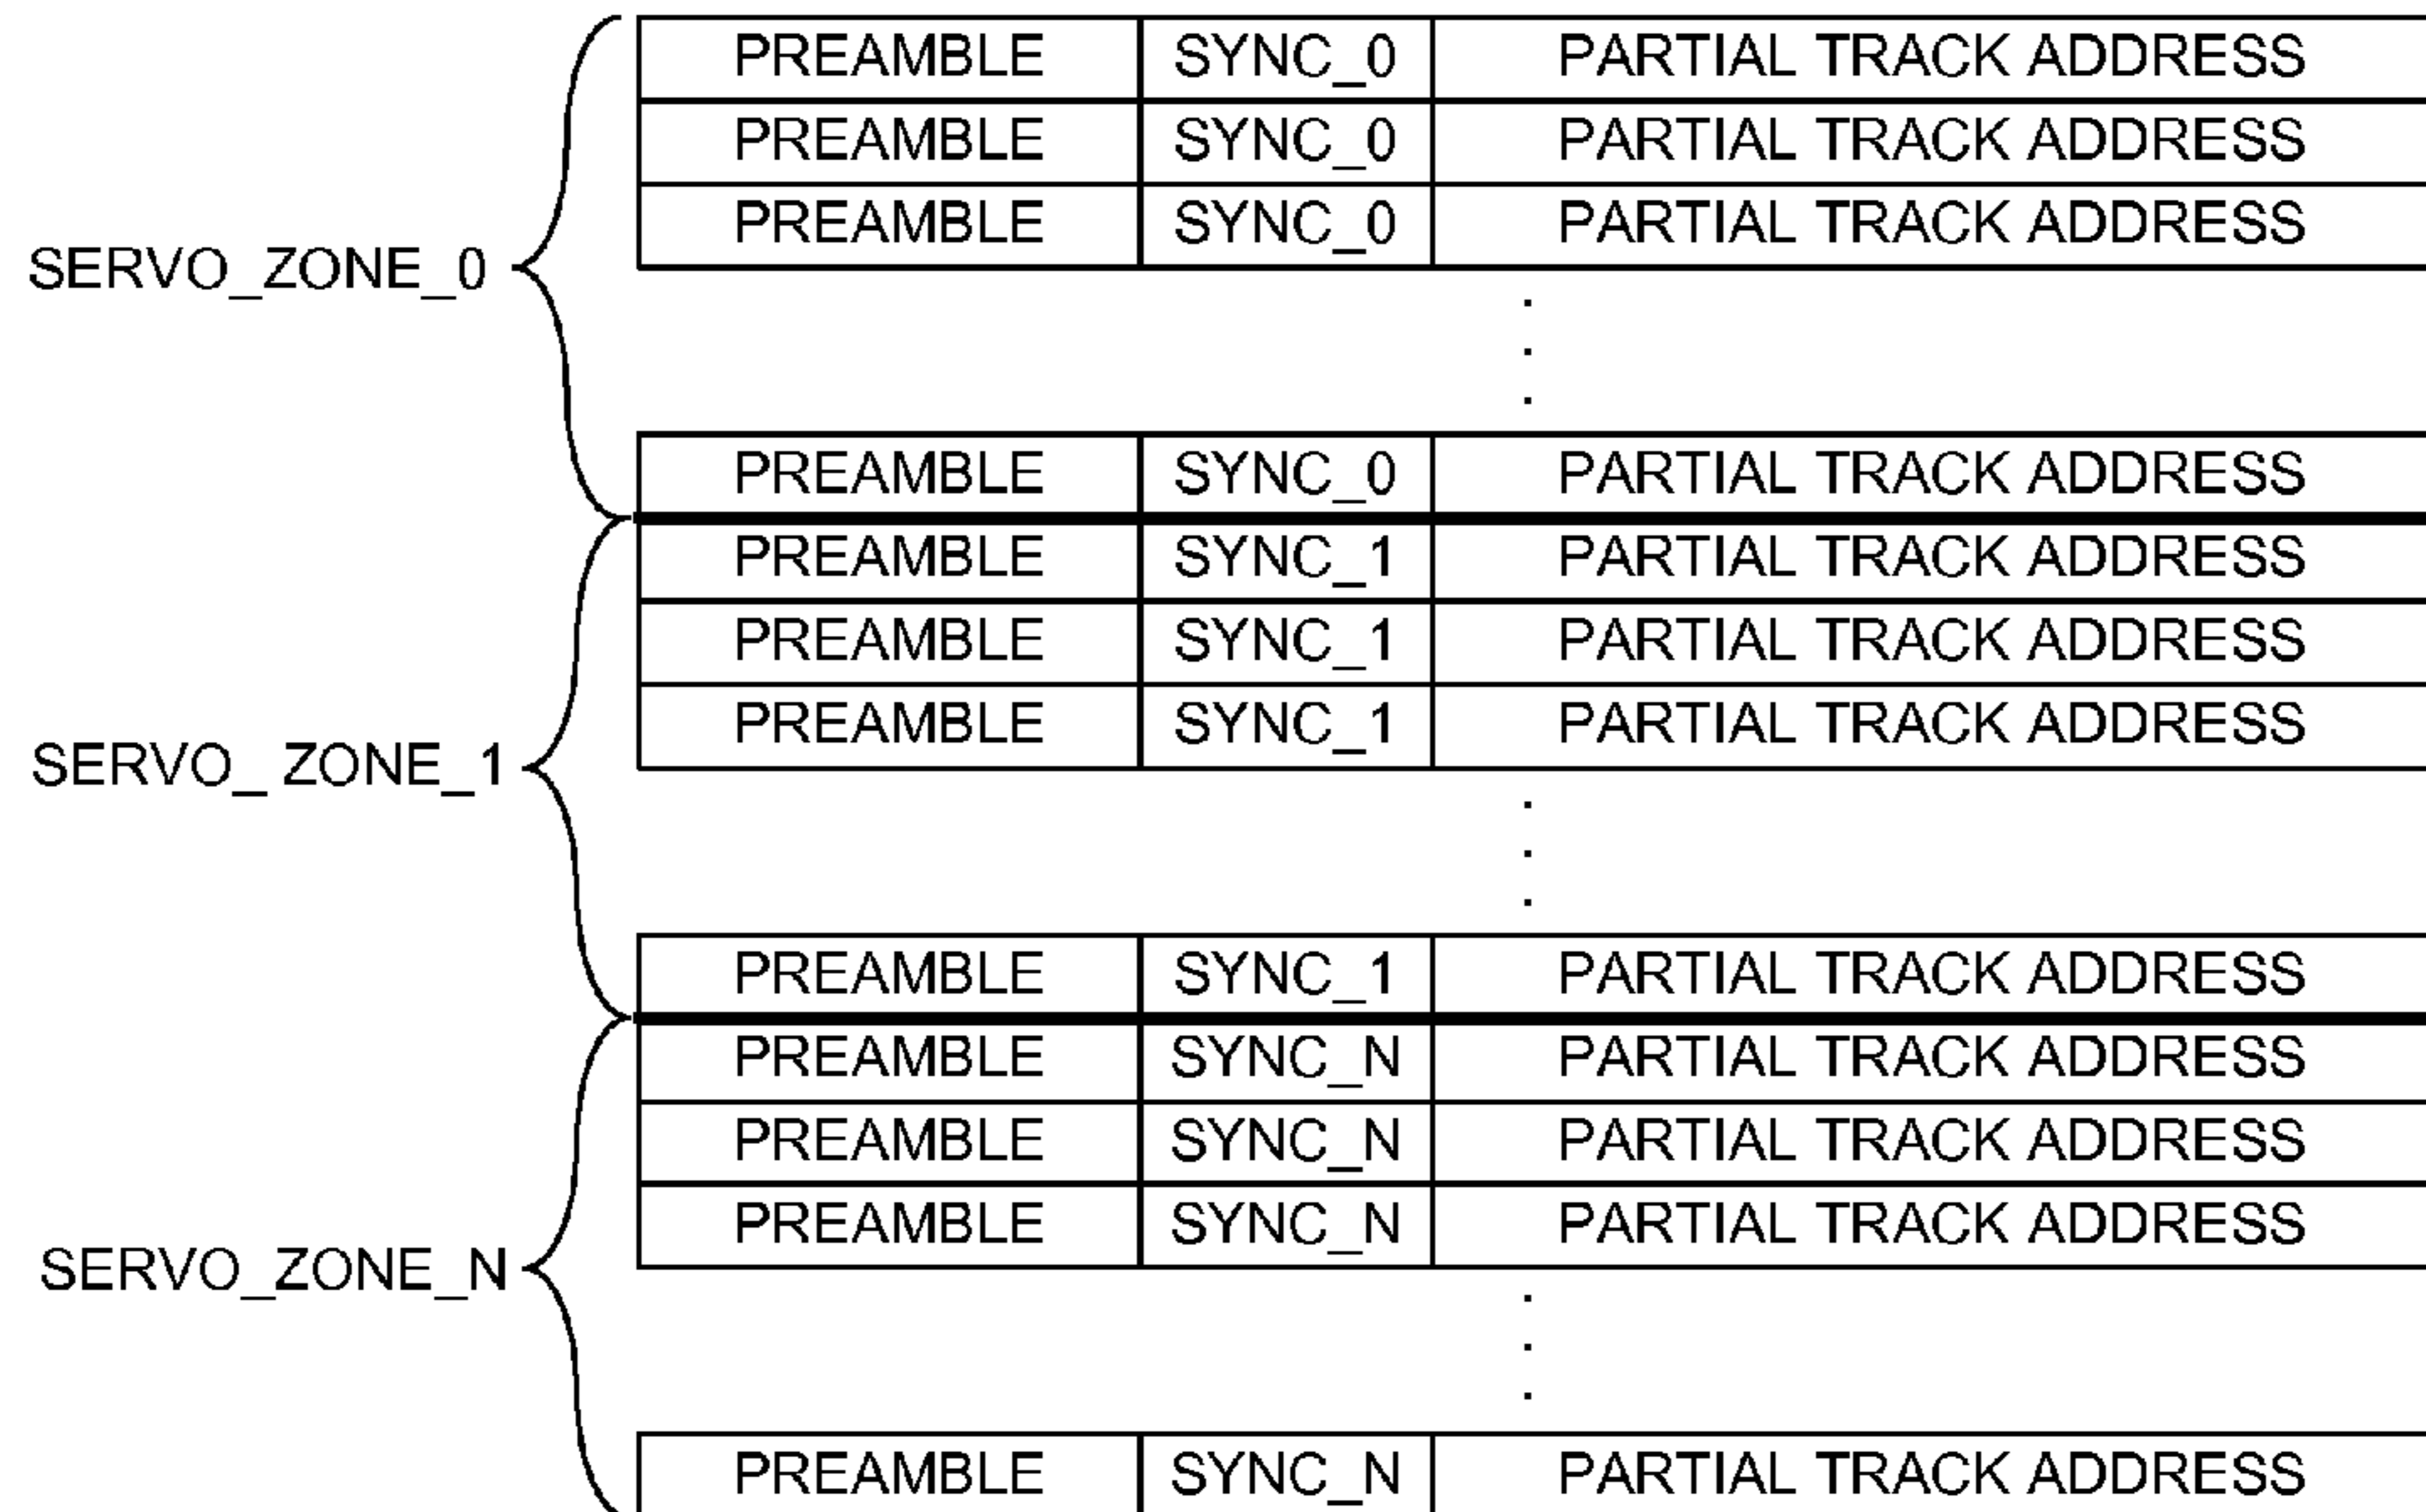 PREAMBLE SYNC_0 PARTIAL TRACK ADDRESS
PREAMBLE SYNC_0 PARTIAL TRACK ADDRESS
PREAMBLE SYNC_0 PARTIAL TRACK ADDRESS
SERVO_ZONE_0
PREAMBLE SYNC_0 PARTIAL TRACK ADDRESS
PREAMBLE SYNC_1 PARTIAL TRACK ADDRESS
PREAMBLE SYNC_1 PARTIAL TRACK ADDRESS
PREAMBLE SYNC_1 PARTIAL TRACK ADDRESS
SERVO_ ZONE_1
PREAMBLE SYNC_1 PARTIAL TRACK ADDRESS
PREAMBLE SYNC_N PARTIAL TRACK ADDRESS
PREAMBLE SYNC_N PARTIAL TRACK ADDRESS
PREAMBLE SYNC_N PARTIAL TRACK ADDRESS
SERVO_ZONE_N
PREAMBLE SYNC_N PARTIAL TRACK ADDRESS